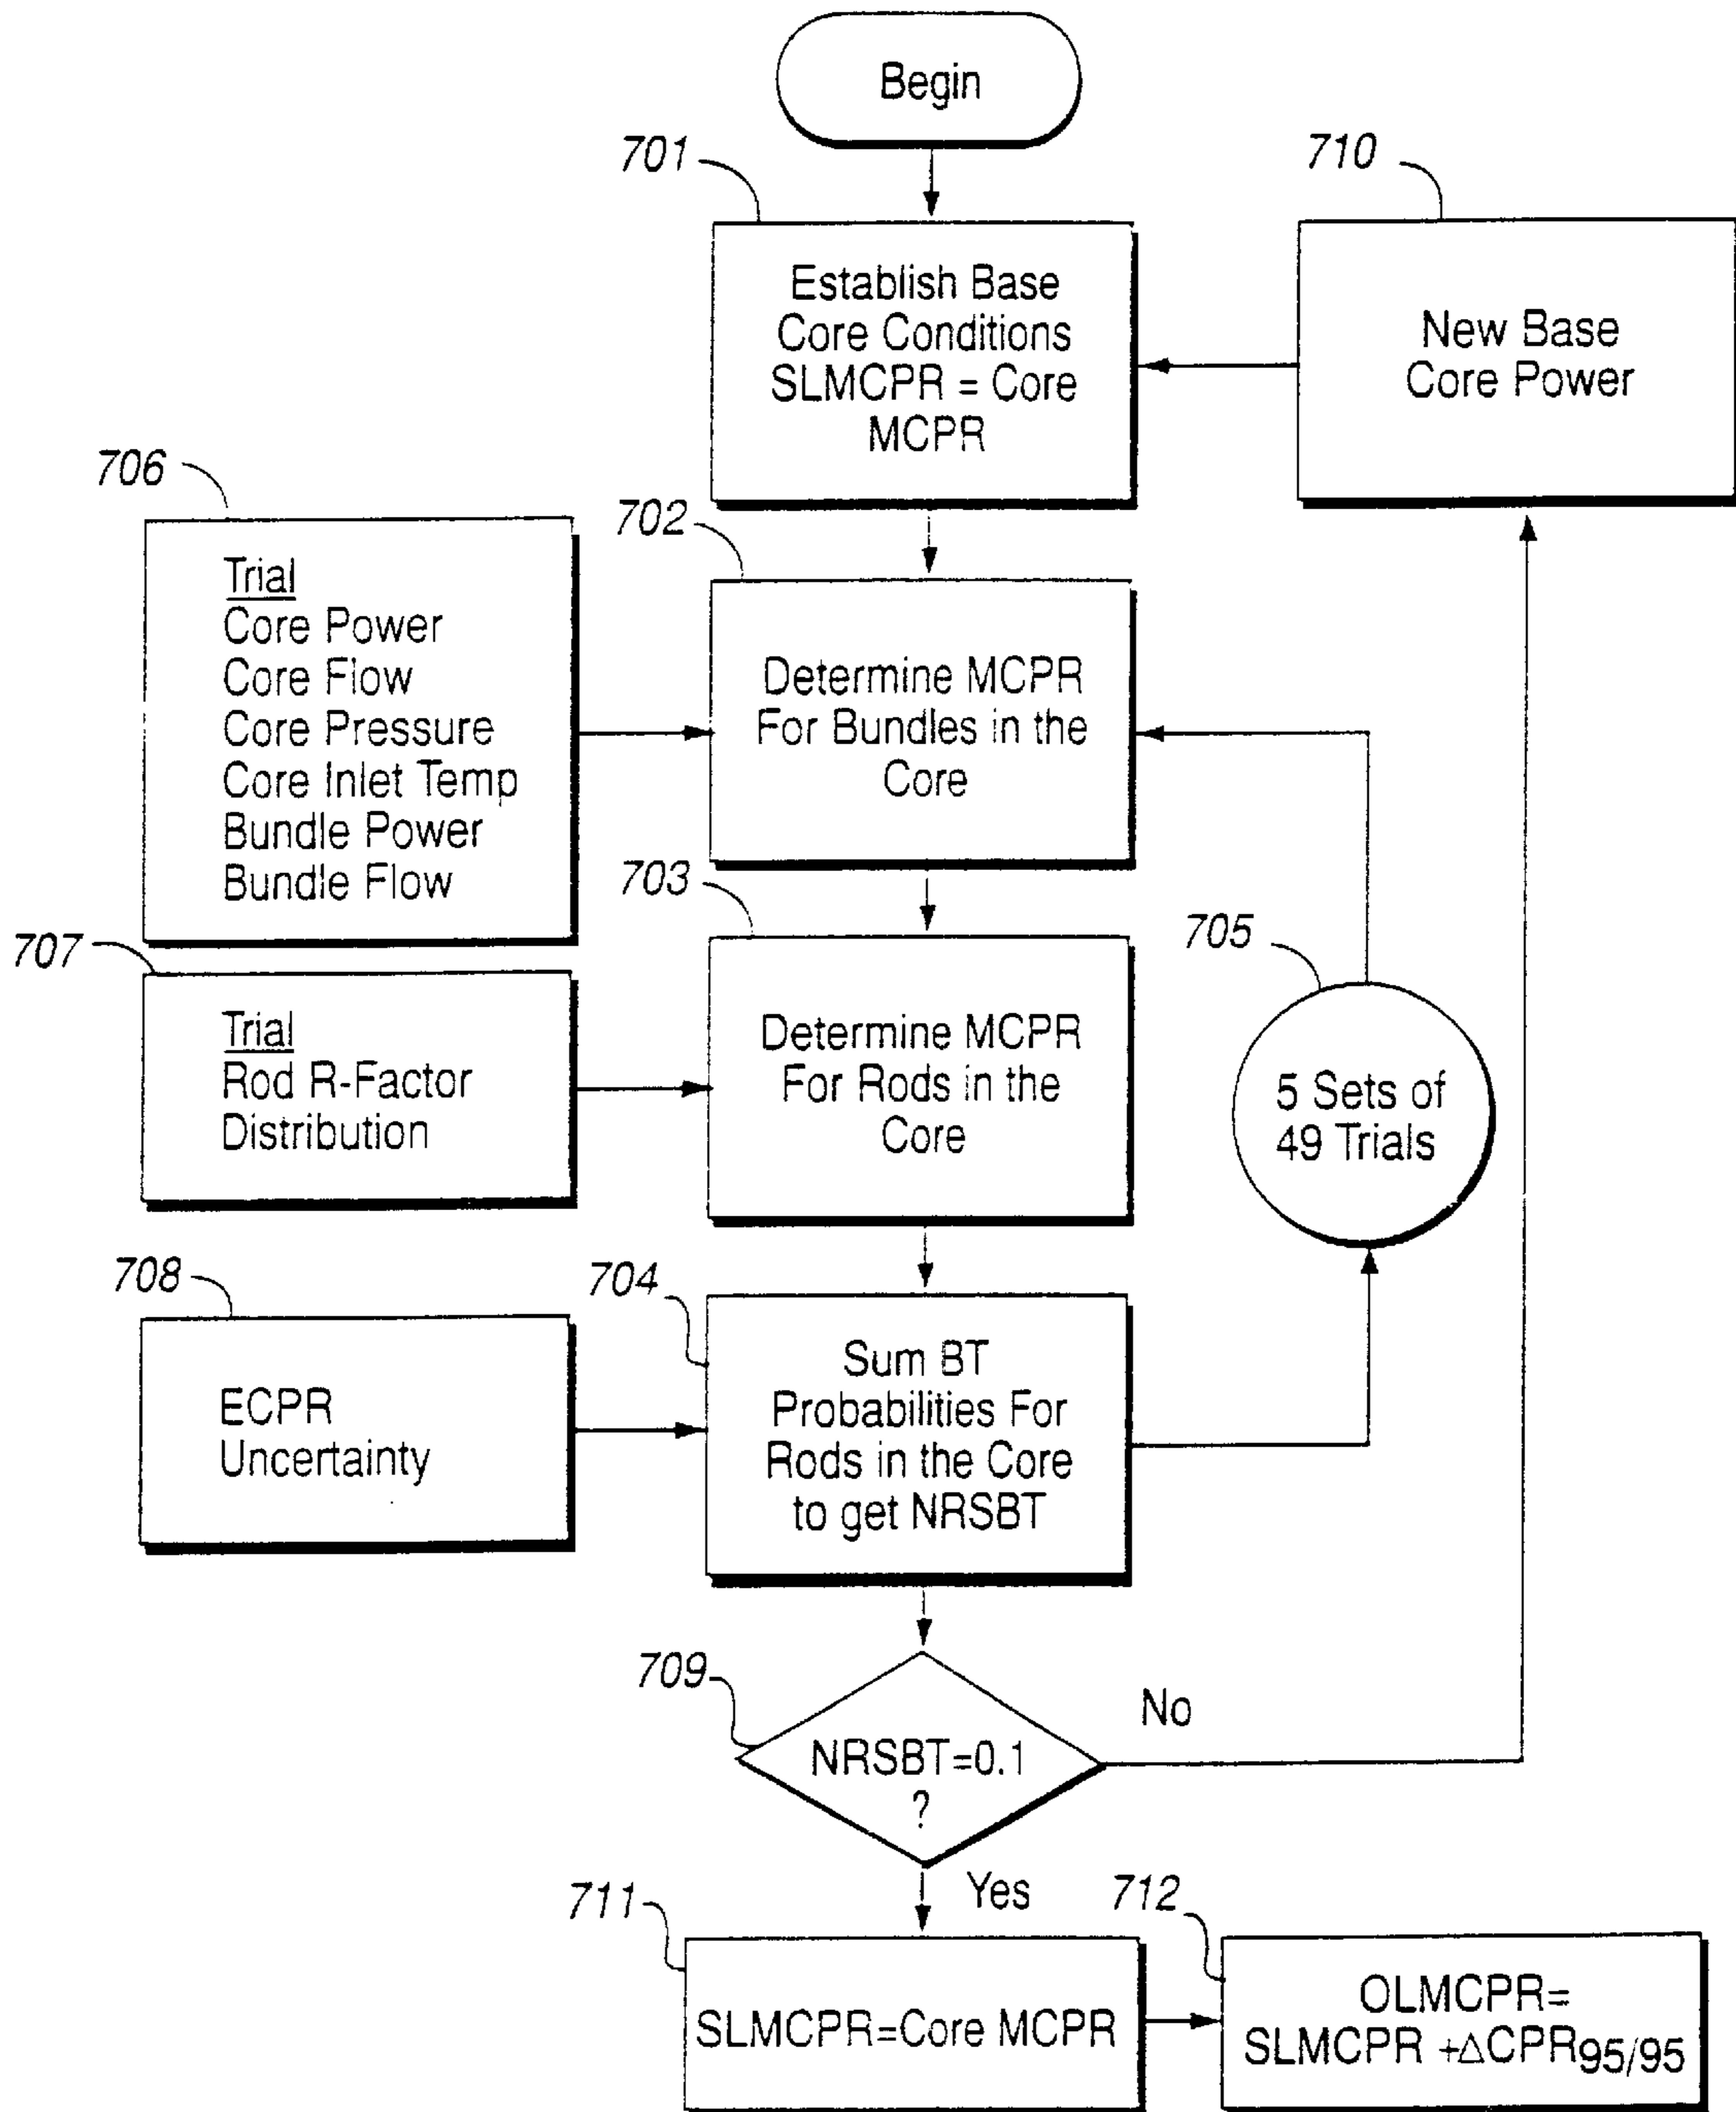 Begin
701
710
Establish Base
Core Conditions
SLMCPR = Core
MCPR
New Base
Core Power
706
702
Trial
Core Power
Core Flow
Core Pressure
Core Inlet Temp
Bundle Power
Bundle Flow
Determine MCPR
For Bundles in the
Core
703
707
705
Trial
Rod R-Factor
Distribution
Determine MCPR
For Rods in the
Core
5 Sets of
49 Trials
708
704
ECPR
Uncertainty
Sum BT
Probabilities For
Rods in the Core
to get NRSBT
709
No
NRSBT=0.1
?
Yes
711
712
SLMCPR=Core MCPR
OLMCPR=
SLMCPR +ΔCPR95/95